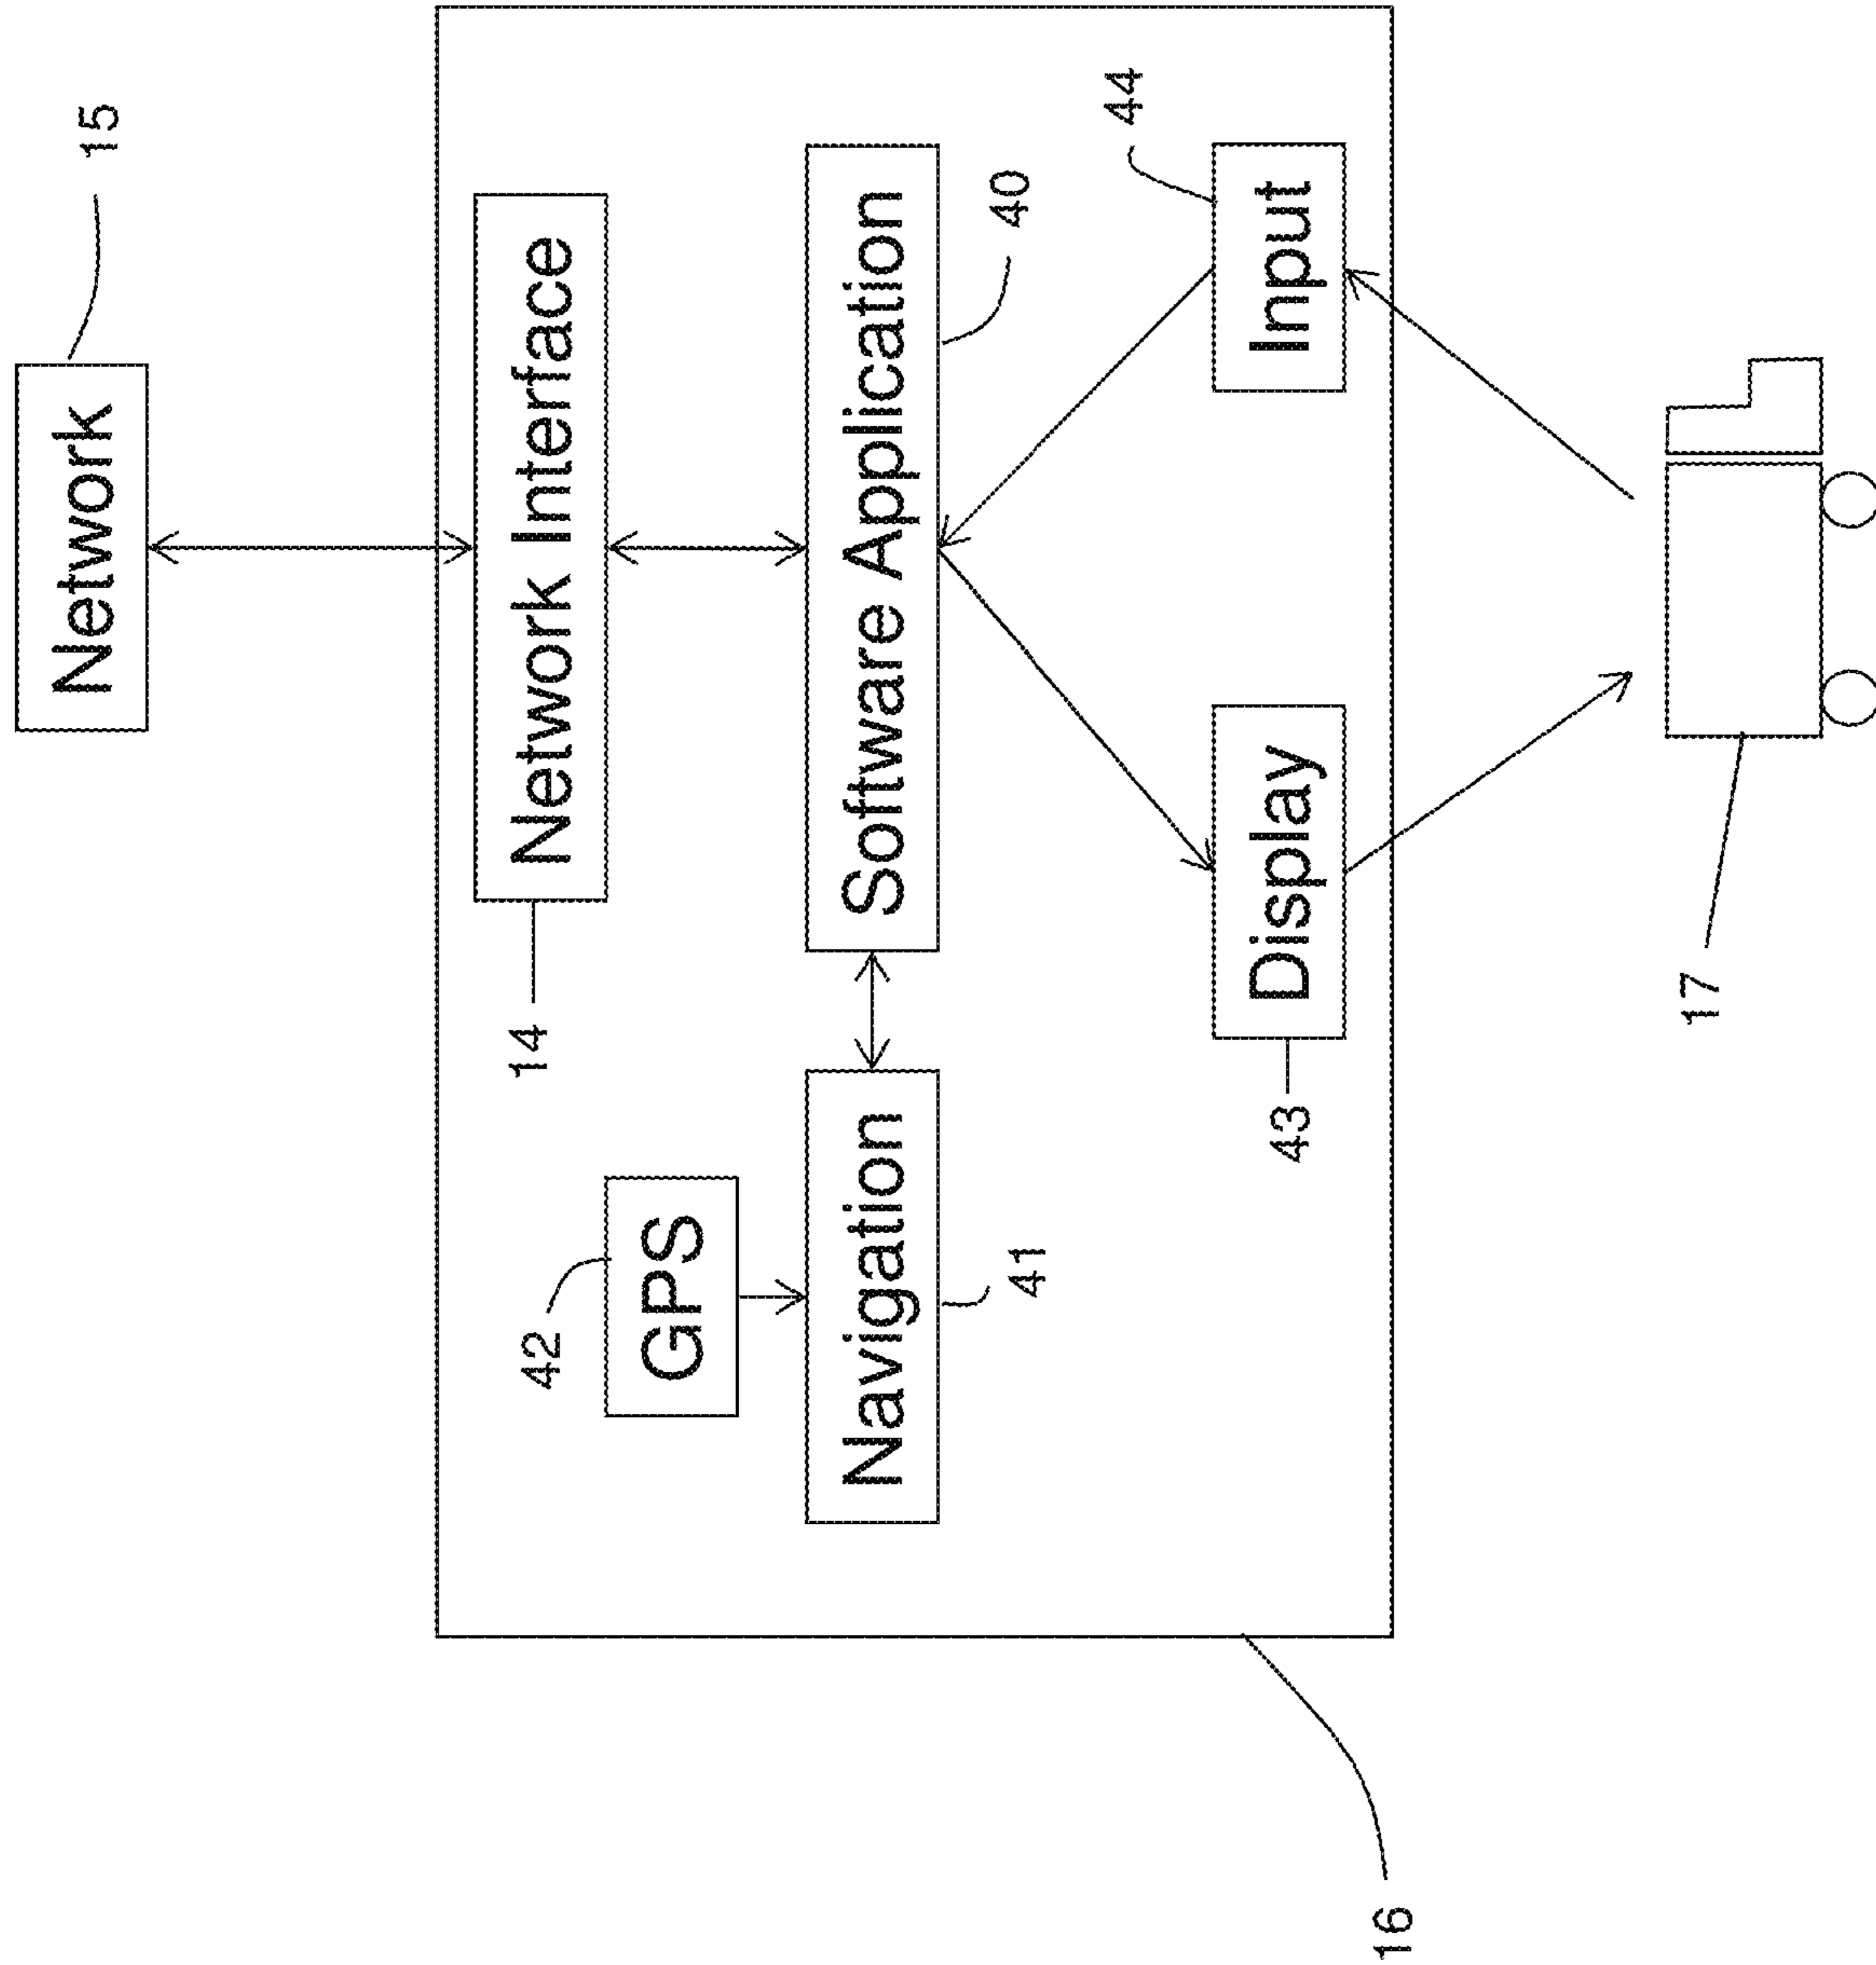 Network
15
Network Interface
14
Software Application
40
GPS
42
Navigation
41
Display
43
Input
44
16
17